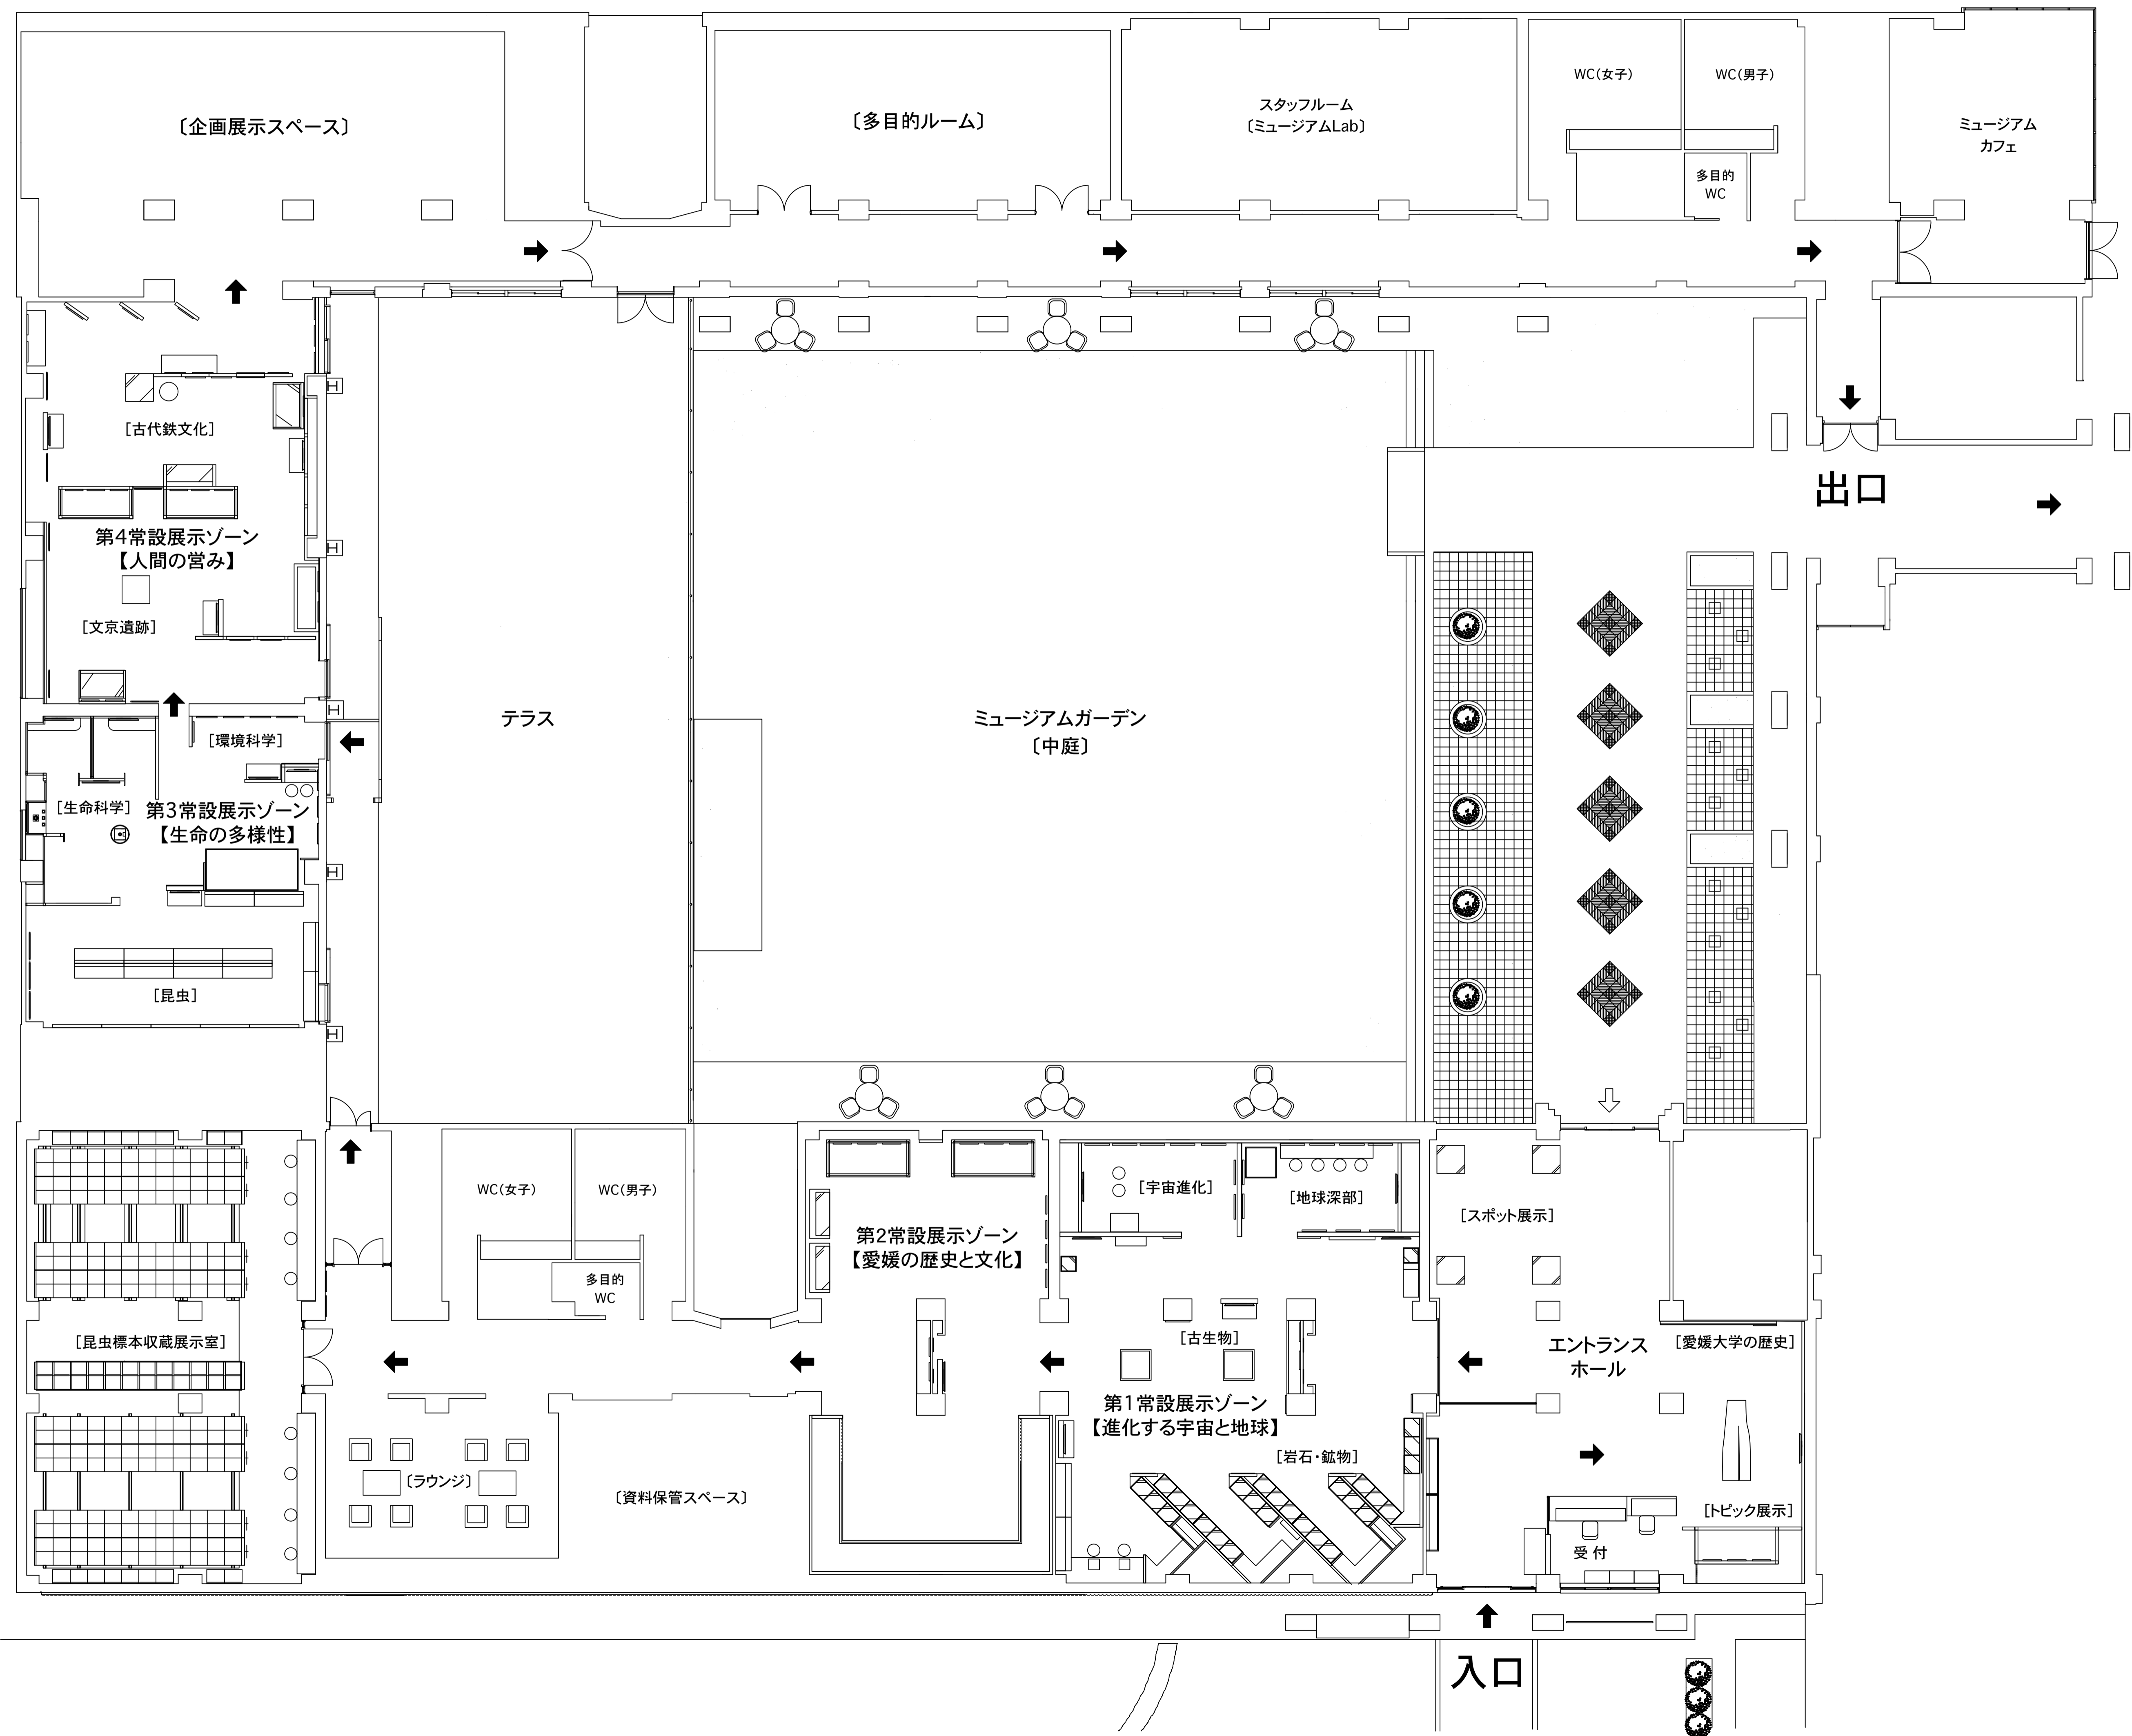 〔企画展示スペース〕
〔多目的ルーム〕
スタッフルーム
〔ミュージアムLab〕
WC(女子)
WC(男子)
多目的
WC
ミュージアム
カフェ
[古代鉄文化]
第4常設展示ゾーン
【人間の営み】
[文京遺跡]
出口
テラス
ミュージアムガーデン
〔中庭〕
[環境科学]
[生命科学]
第3常設展示ゾーン
【生命の多様性】
[昆虫]
WC(女子)
WC(男子)
多目的
WC
第2常設展示ゾーン
【愛媛の歴史と文化】
[宇宙進化]
[地球深部]
[スポット展示]
[昆虫標本収蔵展示室]
[古生物]
エントランス
ホール
[愛媛大学の歴史]
第1常設展示ゾーン
【進化する宇宙と地球】
[岩石・鉱物]
〔ラウンジ〕
〔資料保管スペース〕
[トピック展示]
受付
入口